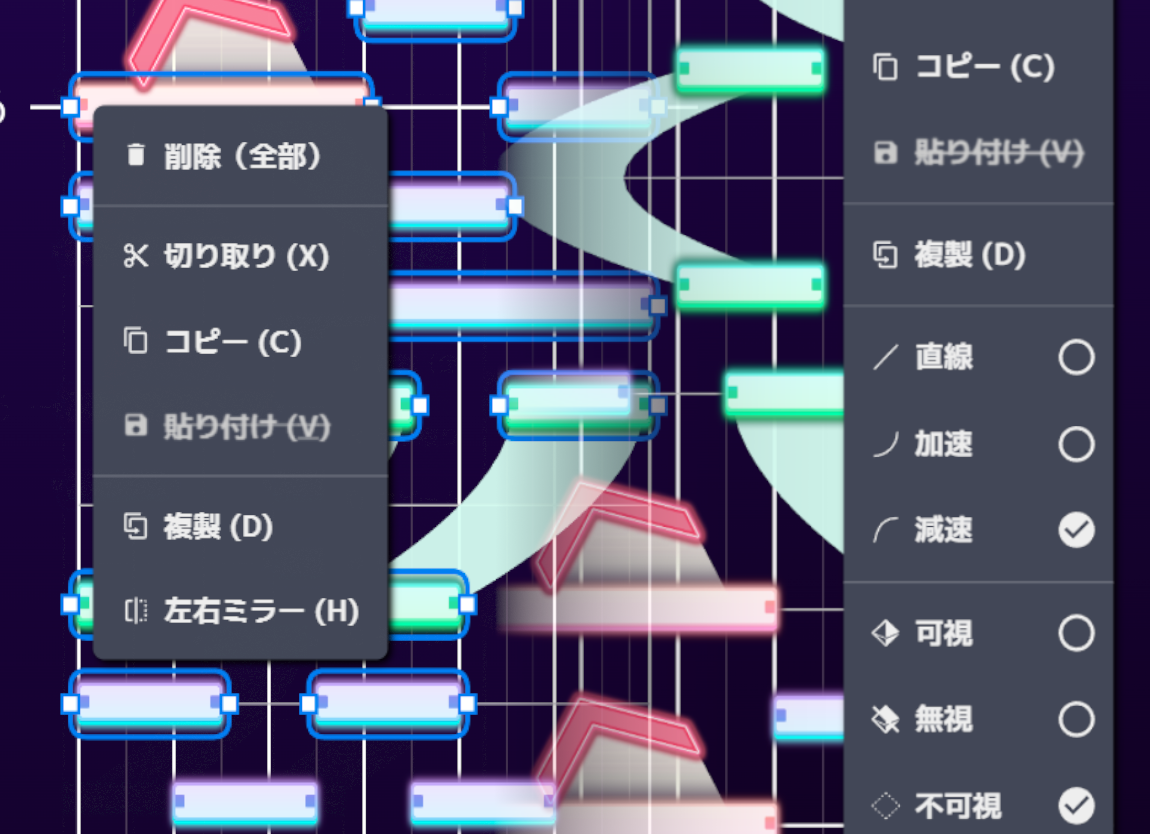 削除（全部）
切り取り (X)
コピー (C)
貼り付け (V)
複製 (D)
左右ミラー (H)
コピー (C)
貼り付け (V)
複製 (D)
直線
加速
減速
可視
無視
不可視